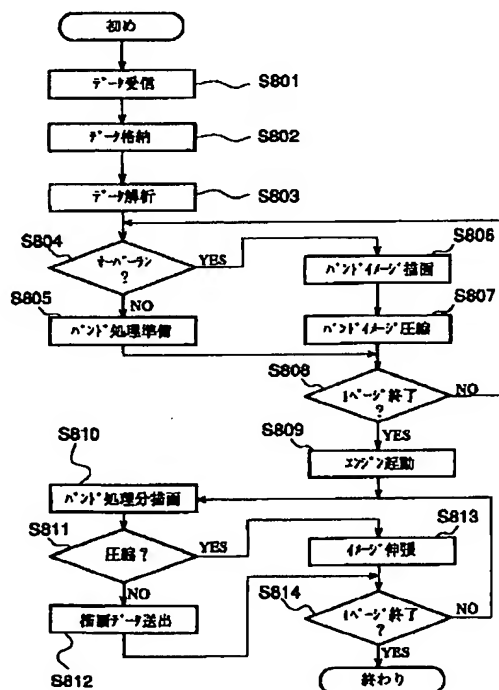 初め
データ受信
S801
データ格納
S802
データ解析
S803
S804
オーバーラン
?
YES
NO
S805
バンド処理準備
バンドイメージ描画
S806
バンドイメージ圧縮
S807
S808
1ページ終了
?
NO
YES
S809
エンジン起動
S810
バンド処理分描画
S811
圧縮?
YES
NO
イメージ伸張
S813
描画データ送出
S812
S814
1ページ終了
?
NO
YES
終わり